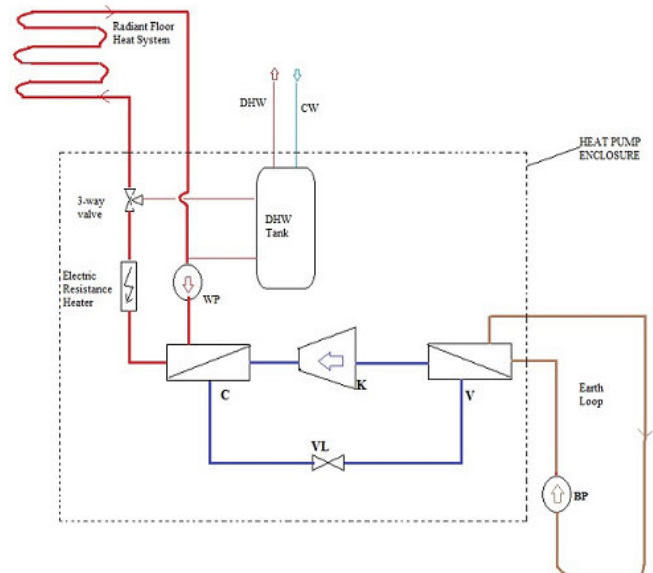 Radiant Floor
Heat System
DHW
CW
HEAT PUMP
ENCLOSURE
3-way
valve
DHW
Tank
Electric
Resistance
Heater
WP
C
K
V
Earth
Loop
VL
BP